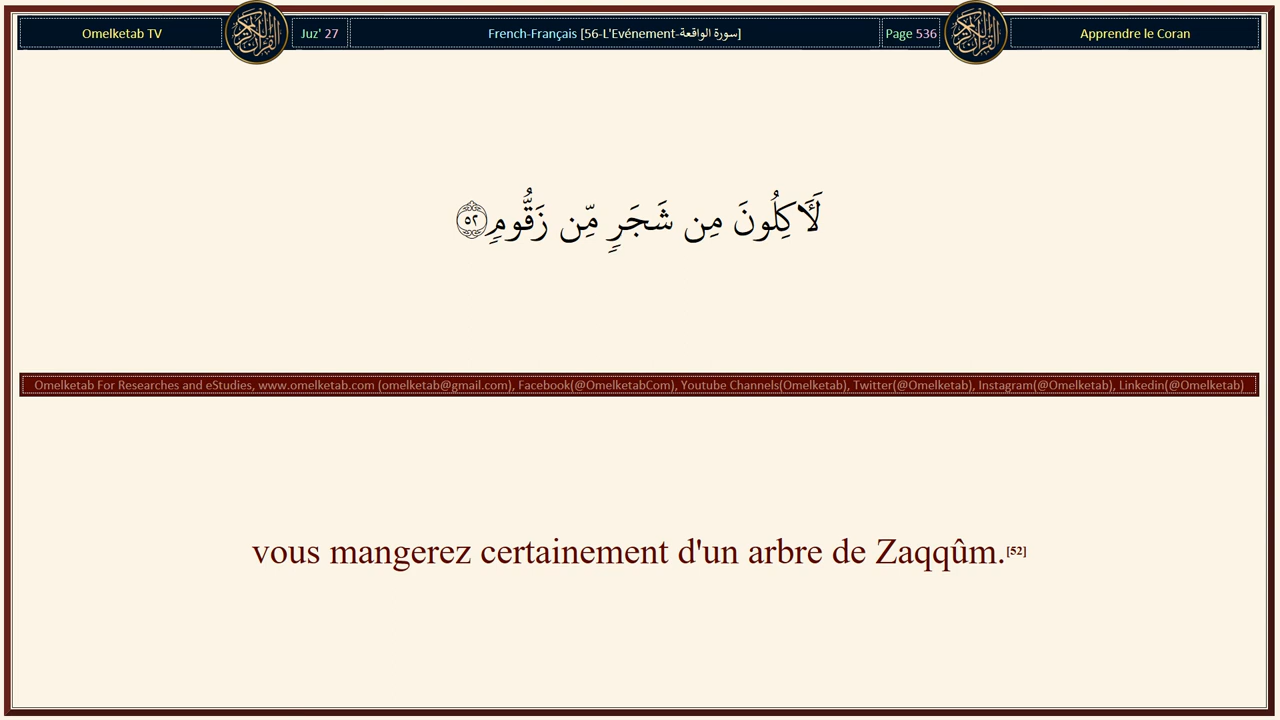 Omelketab TV
Juz' 27
French-Français [56-L'Evénement-سورة الواقعة]
Page 536
Apprendre le Coran
لَـَٔاكِلُونَ مِن شَجَرٖ مِّن زَقُّومٖ ٥٢
Omelketab For Researches and eStudies, www.omelketab.com (omelketab@gmail.com), Facebook(@OmelketabCom), Youtube Channels(Omelketab), Twitter(@Omelketab), Instagram(@Omelketab), Linkedin(@Omelketab)
vous mangerez certainement d'un arbre de Zaqqûm.[52]